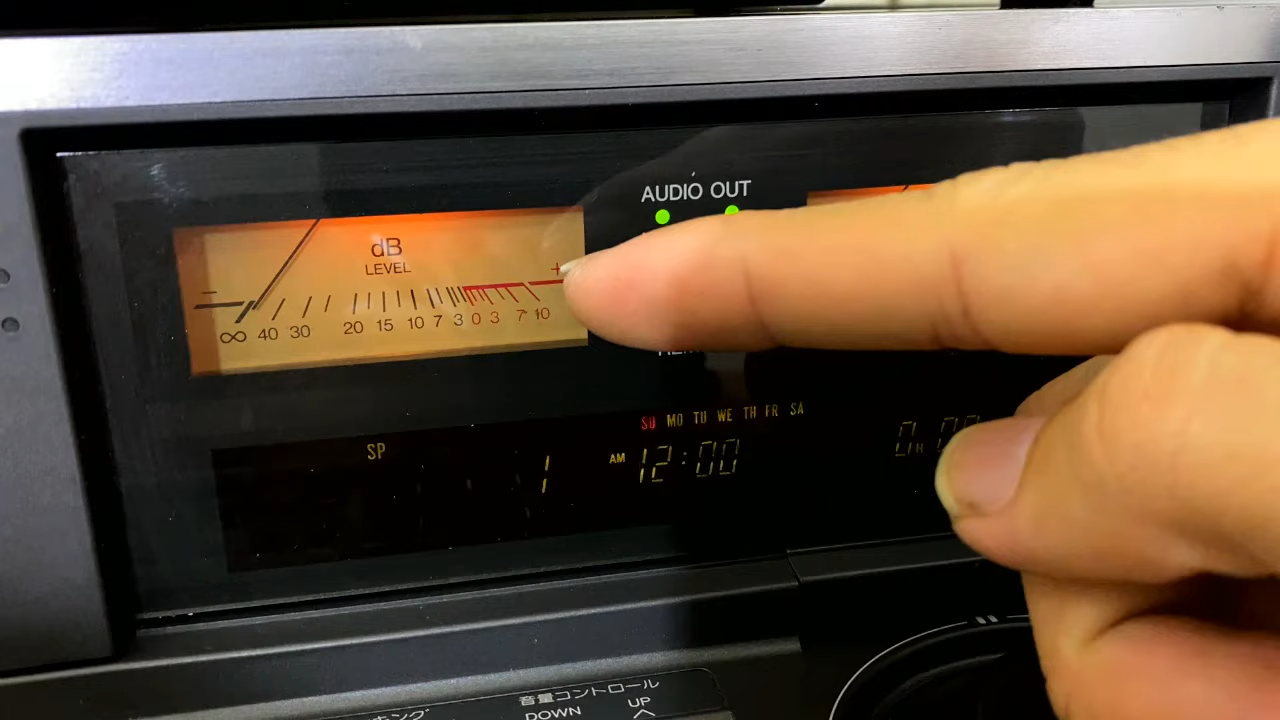 AUDIO OUT
dB
LEVEL
− +
∞ 40 30 20 15 10 7 3 0 3 7 10
SU MO TU WE TH FR SA
SP
1
AM 12:00
音量コントロール
DOWN UP